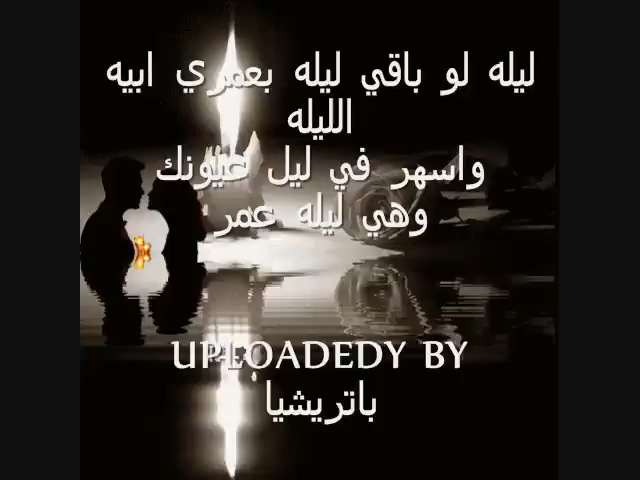 ليله لو باقي ليله بعمري ابيه
الليله
واسهر في ليل عيونك
وهي ليله عمر
UPLOADEDY BY
باتريشيا